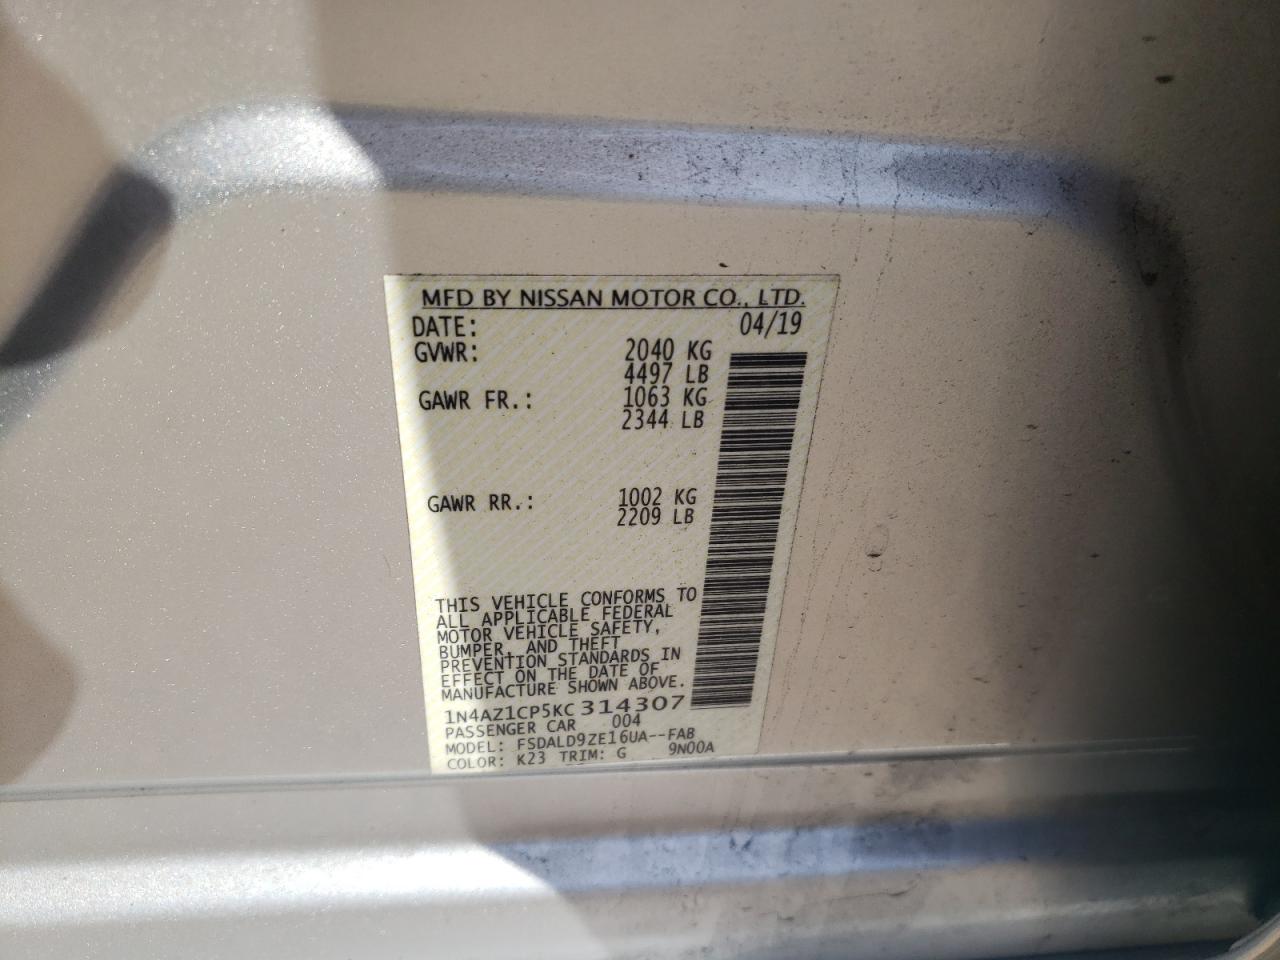 MFD BY NISSAN MOTOR CO., LTD.
DATE: 04/19
GVWR: 2040 KG
4497 LB
GAWR FR.: 1063 KG
2344 LB
GAWR RR.: 1002 KG
2209 LB
THIS VEHICLE CONFORMS TO
ALL APPLICABLE FEDERAL
MOTOR VEHICLE SAFETY,
BUMPER, AND THEFT
PREVENTION STANDARDS IN
EFFECT ON THE DATE OF
MANUFACTURE SHOWN ABOVE.
1N4AZ1CP5KC314307
PASSENGER CAR 004
MODEL: FSDALD9ZE16UA--FAB
COLOR: K23 TRIM: G 9N00A